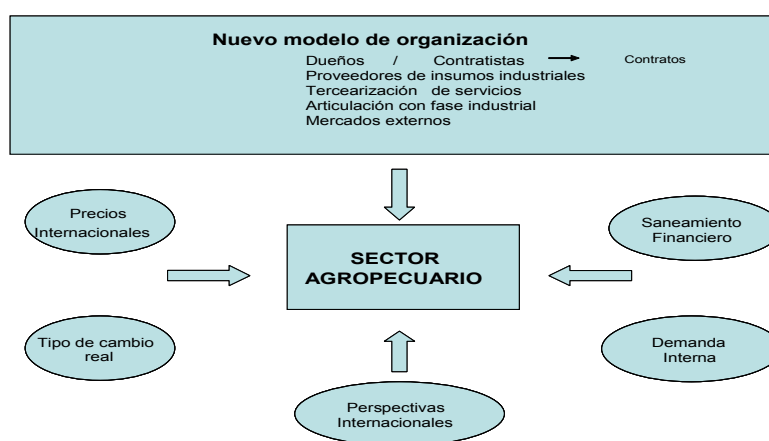 Nuevo modelo de organización
Dueños / Contratistas Contratos
Proveedores de insumos industriales
Tercearización de servicios
Articulación con fase industrial
Mercados externos
Precios
Internacionales
Saneamiento
Financiero
SECTOR
AGROPECUARIO
Tipo de cambio
real
Demanda
Interna
Perspectivas
Internacionales